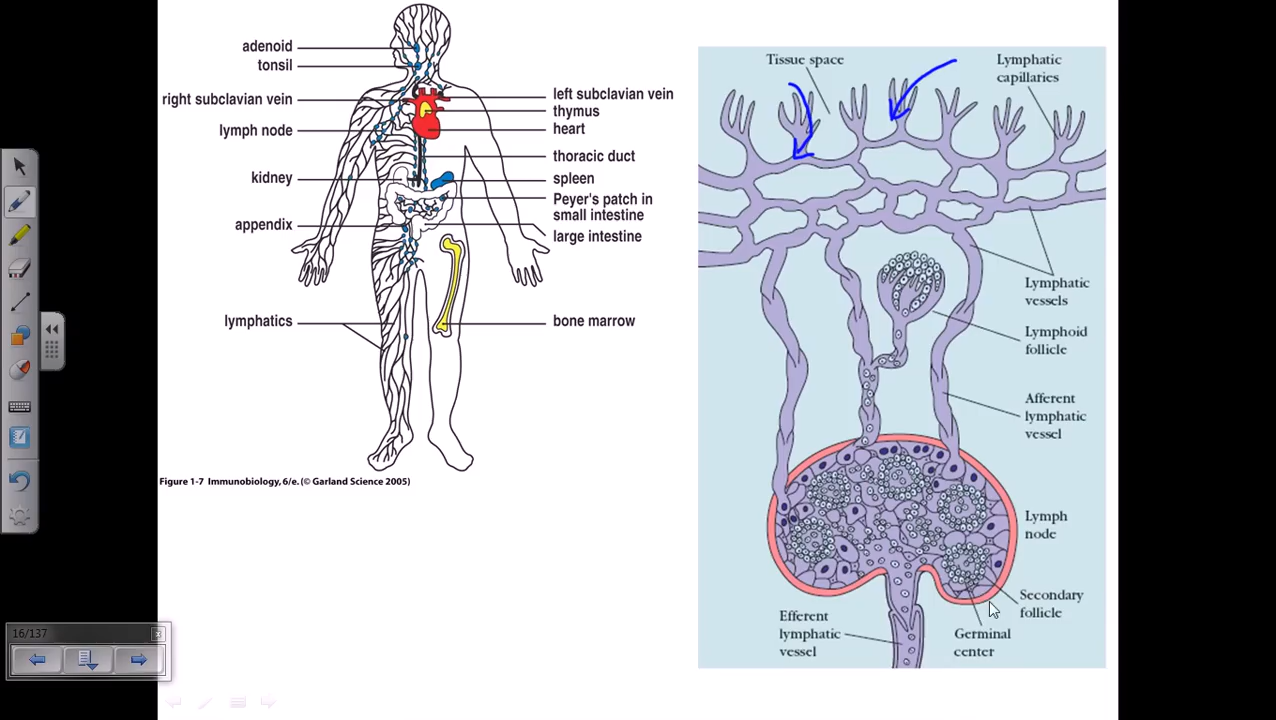 adenoid
tonsil
right subclavian vein
lymph node
kidney
appendix
lymphatics
left subclavian vein
thymus
heart
thoracic duct
spleen
Peyer's patch in
small intestine
large intestine
bone marrow
Figure 1-7 Immunobiology, 6/e. (© Garland Science 2005)
Tissue space
Lymphatic
capillaries
Lymphatic
vessels
Lymphoid
follicle
Afferent
lymphatic
vessel
Lymph
node
Secondary
follicle
Germinal
center
Efferent
lymphatic
vessel
16/137